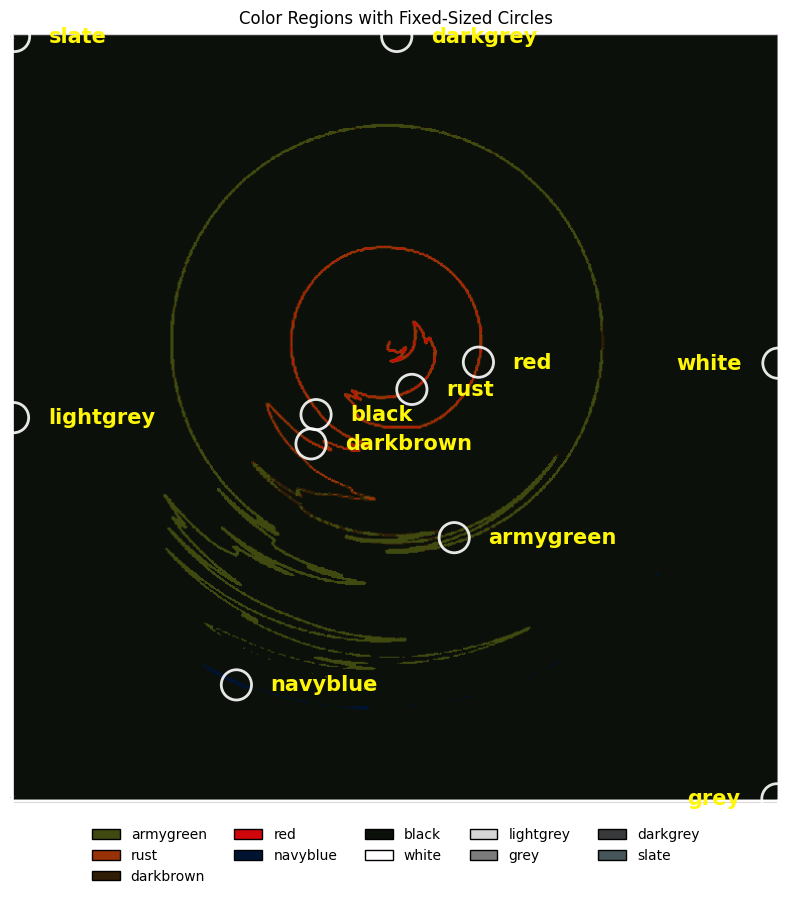 Color Regions with Fixed-Sized Circles
slate
darkgrey
red
white
rust
black
lightgrey
darkbrown
armygreen
navyblue
grey
armygreen red black lightgrey darkgrey
rust navyblue white grey slate
darkbrown